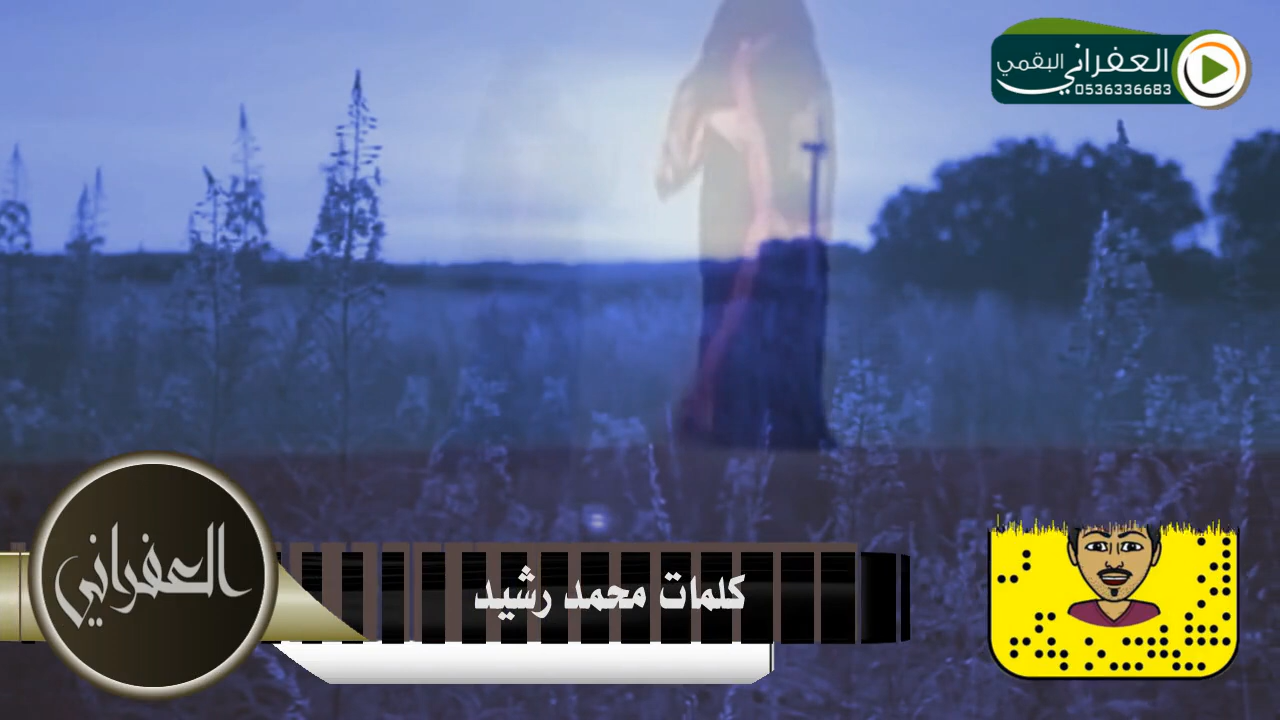 العفراني البقمي
0536336683
العفراني
كلمات محمد رشيد